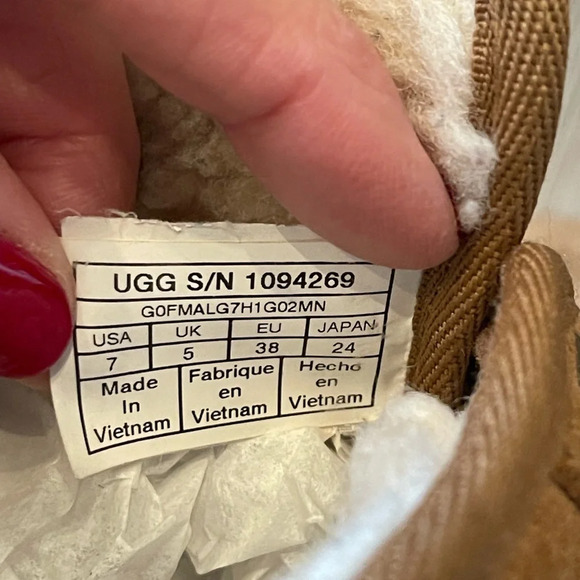 UGG S/N 1094269
G0FMALG7H1G02MN
USA UK EU JAPAN
7 5 38 24
Made Fabrique Hecho
In en en
Vietnam Vietnam Vietnam